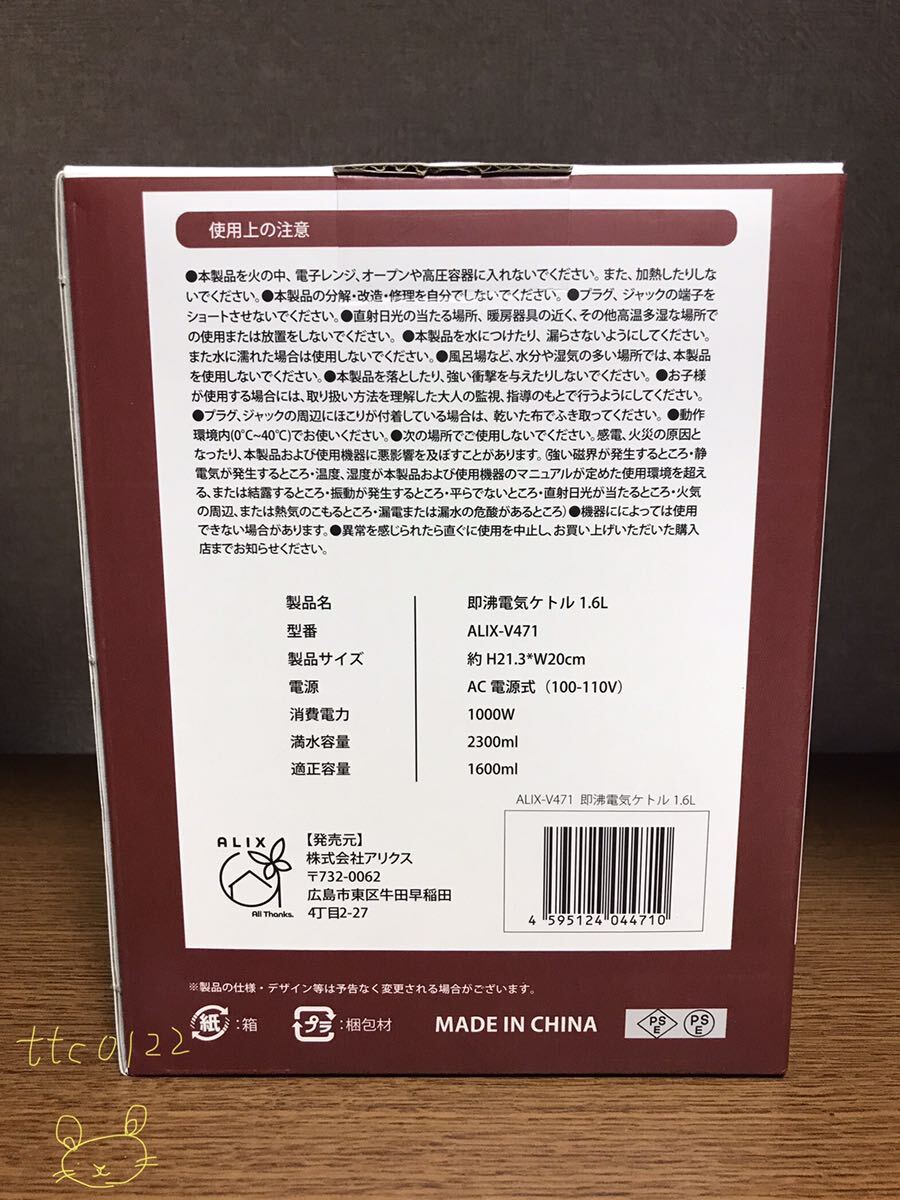 使用上の注意
●本製品を火の中、電子レンジ、オーブンや高圧容器に入れないでください。また、加熱したりしな
いでください。●本製品の分解・改造・修理を自分でしないでください。●プラグ、ジャックの端子を
ショートさせないでください。●直射日光の当たる場所、暖房器具の近く、その他高温多湿な場所で
の使用または放置をしないでください。●本製品を水につけたり、漏らさないようにしてください。
また水に濡れた場合は使用しないでください。●風呂場など、水分や湿気の多い場所では、本製品
を使用しないでください。●本製品を落としたり、強い衝撃を与えたりしないでください。●お子様
が使用する場合には、取り扱い方法を理解した大人の監視、指導のもとで行うようにしてください。
●プラグ、ジャックの周辺にほこりが付着している場合は、乾いた布でふき取ってください。●動作
環境内(0℃~40℃)でお使いください。●次の場所でご使用しないでください。感電、火災の原因と
なったり、本製品および使用機器に悪影響を及ぼすことがあります。(強い磁界が発生するところ・静
電気が発生するところ・温度、湿度が本製品および使用機器のマニュアルが定めた使用環境を超え
る、または結露するところ・振動が発生するところ・平らでないところ・直射日光が当たるところ・火気
の周辺、または熱気のこもるところ・漏電または漏水の危酸があるところ)●機器にによっては使用
できない場合があります。●異常を感じられたら直ぐに使用を中止し、お買い上げいただいた購入
店までお知らせください。
製品名 即沸電気ケトル 1.6L
型番 ALIX-V471
製品サイズ 約 H21.3*W20cm
電源 AC 電源式（100-110V）
消費電力 1000W
満水容量 2300ml
適正容量 1600ml
ALIX-V471 即沸電気ケトル 1.6L
4 595124 044710
ALIX
All Thanks.
【発売元】
株式会社アリクス
〒732-0062
広島市東区牛田早稲田
4丁目2-27
※製品の仕様・デザイン等は予告なく変更される場合がございます。
紙 :箱 プラ :梱包材 MADE IN CHINA PS E PS E
ttc0122